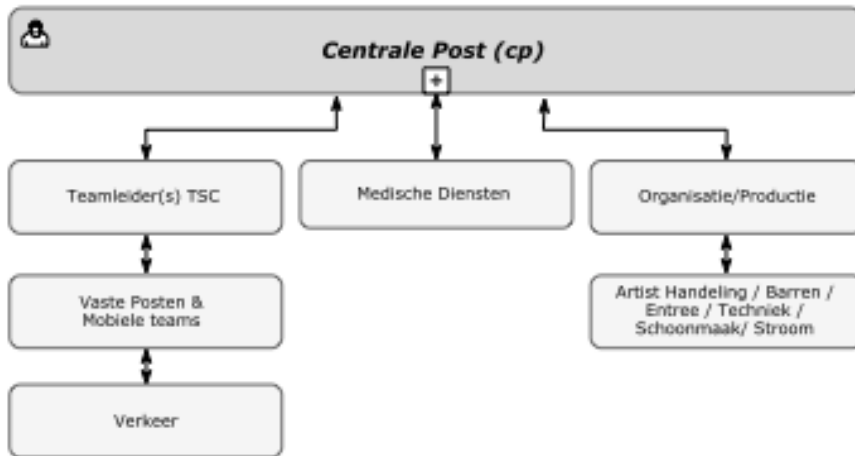 Centrale Post (cp)
Teamleider(s) TSC
Medische Diensten
Organisatie/Productie
Vaste Posten &
Mobiele teams
Artist Handeling / Barren /
Entree / Techniek /
Schoonmaak/ Stroom
Verkeer